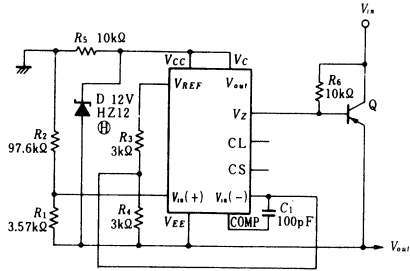 Vin
R5 10kΩ
VCC
VC
D 12V
HZ12
Ⓗ
VREF
Vout
R6
10kΩ
Q
R2
97.6kΩ
R3
3kΩ
VZ
CL
CS
R1
3.57kΩ
R4
3kΩ
Vin(+)
Vin(-)
COMP
C1
100pF
VEE
Vout